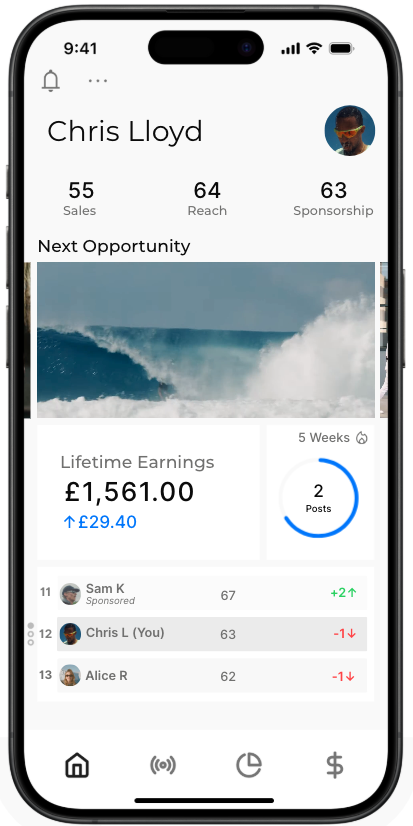 9:41
Chris Lloyd
55 64 63
Sales Reach Sponsorship
Next Opportunity
5 Weeks
Lifetime Earnings
£1,561.00
↑£29.40
2
Posts
11 Sam K 67 +2↑
Sponsored
12 Chris L (You) 63 -1↓
13 Alice R 62 -1↓
$